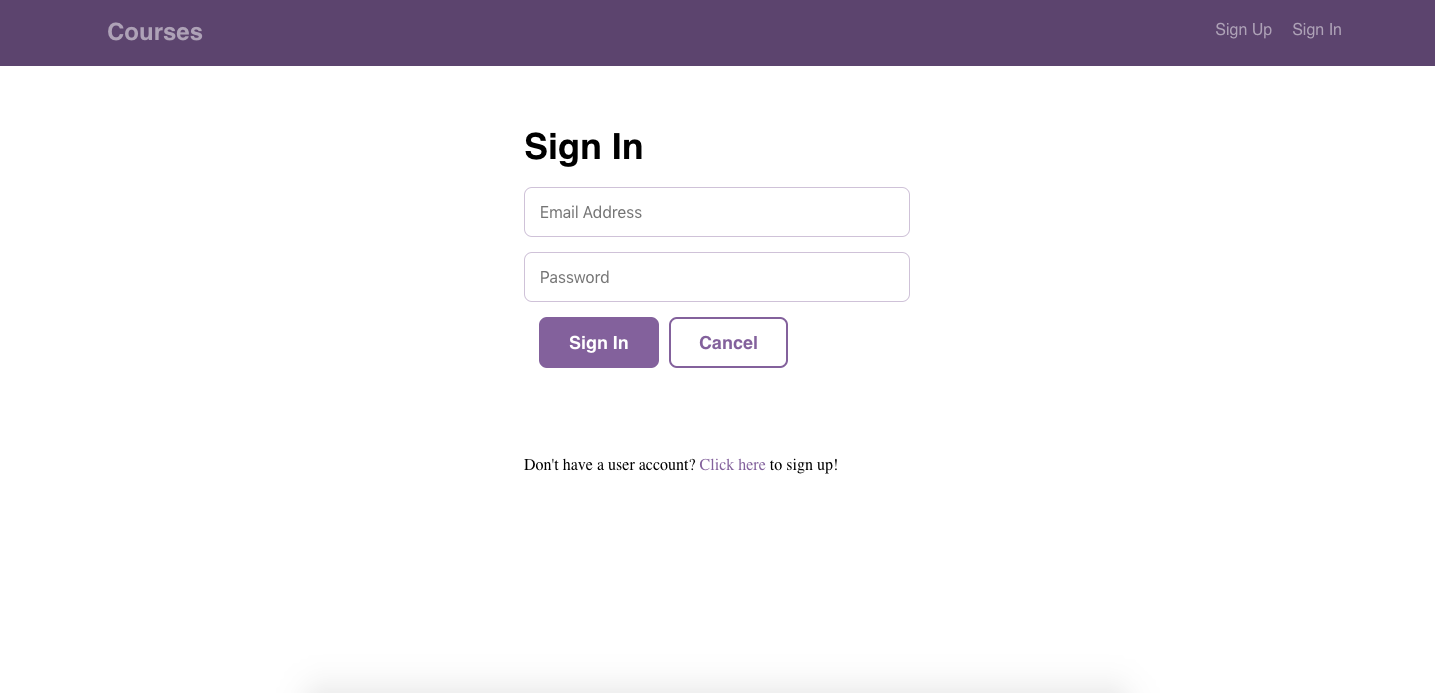 Courses
Sign Up
Sign In
Sign In
Email Address
Password
Sign In
Cancel
Don't have a user account? Click here to sign up!